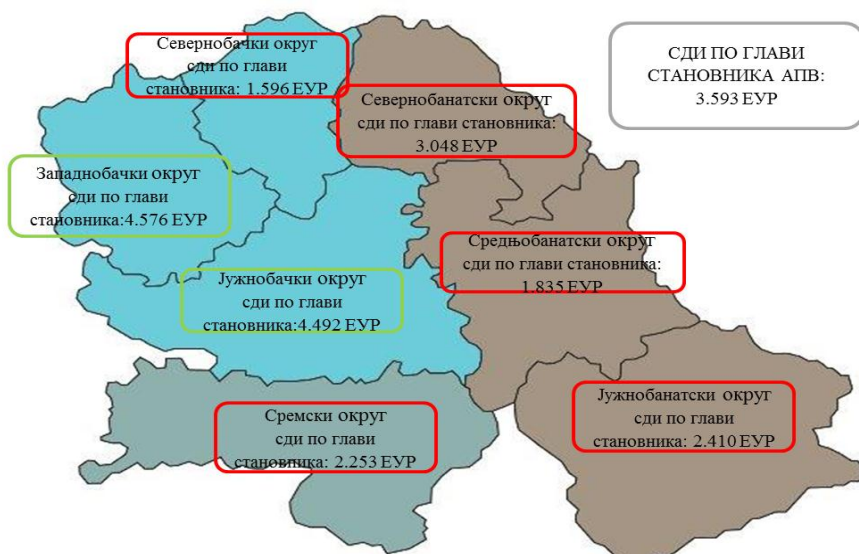 Севернобачки округ
сди по глави
становника: 1.596 ЕУР
СДИ ПО ГЛАВИ
СТАНОВНИКА АПВ:
3.593 ЕУР
Севернобанатски округ
сди по глави становника:
3.048 ЕУР
Западнобачки округ
сди по глави
становника:4.576 ЕУР
Средњобанатски округ
сди по глави становника:
1.835 ЕУР
Јужнобачки округ
сди по глави
становника:4.492 ЕУР
Јужнобанатски округ
сди по глави
становника: 2.410 ЕУР
Сремски округ
сди по глави
становника: 2.253 ЕУР